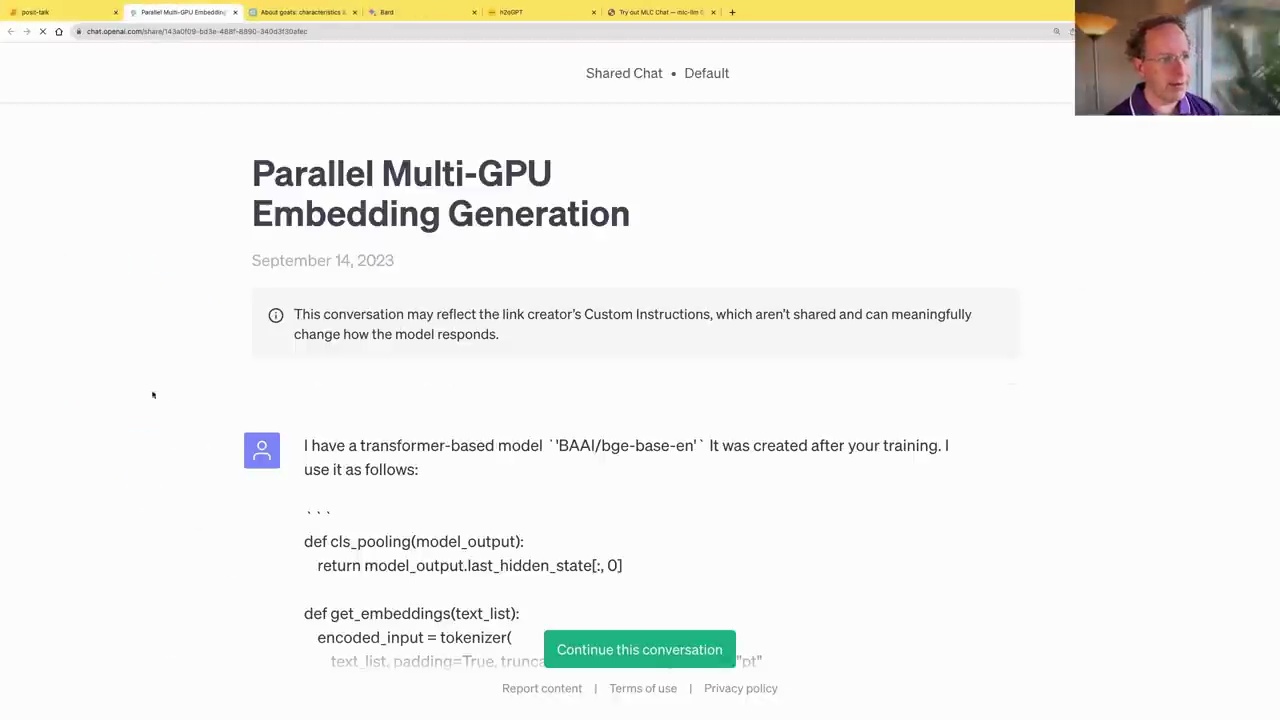 posit-talk
Parallel Multi-GPU Embedding
About goals: characteristics &
Bard
h2oGPT
Try out MLC Chat — mlc-llm
chat.openai.com/share/143a0f09-bd3e-488f-8890-340d3f30afec
Shared Chat • Default
Parallel Multi-GPU
Embedding Generation
September 14, 2023
This conversation may reflect the link creator's Custom Instructions, which aren't shared and can meaningfully
change how the model responds.
I have a transformer-based model `'BAAI/bge-base-en'` It was created after your training. I
use it as follows:
```
def cls_pooling(model_output):
return model_output.last_hidden_state[:, 0]
def get_embeddings(text_list):
encoded_input = tokenizer(
text_list, padding=True, trunca "pt"
Continue this conversation
Report content | Terms of use | Privacy policy